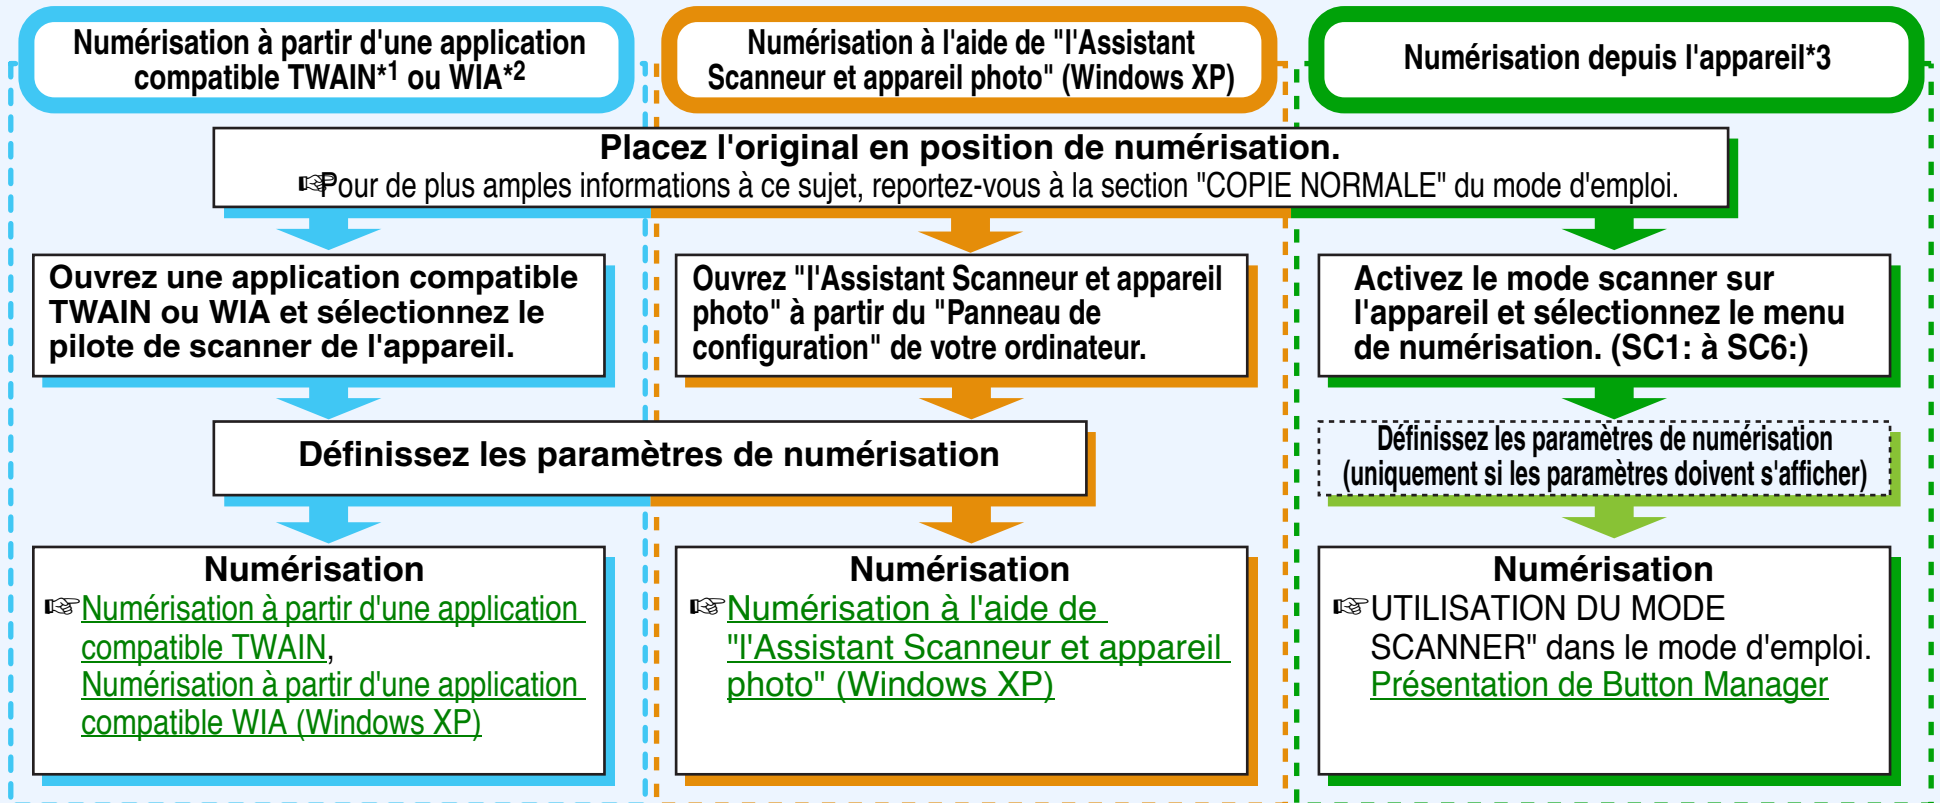 Numérisation à partir d'une application
compatible TWAIN*1 ou WIA*2
Numérisation à l'aide de "l'Assistant
Scanneur et appareil photo" (Windows XP)
Numérisation depuis l'appareil*3
Placez l'original en position de numérisation.
☞Pour de plus amples informations à ce sujet, reportez-vous à la section "COPIE NORMALE" du mode d'emploi.
Ouvrez une application compatible
TWAIN ou WIA et sélectionnez le
pilote de scanner de l'appareil.
Ouvrez "l'Assistant Scanneur et appareil
photo" à partir du "Panneau de
configuration" de votre ordinateur.
Activez le mode scanner sur
l'appareil et sélectionnez le menu
de numérisation. (SC1: à SC6:)
Définissez les paramètres de numérisation
Définissez les paramètres de numérisation
(uniquement si les paramètres doivent s'afficher)
Numérisation
☞Numérisation à partir d'une application
compatible TWAIN,
Numérisation à partir d'une application
compatible WIA (Windows XP)
Numérisation
☞Numérisation à l'aide de
"l'Assistant Scanneur et appareil
photo" (Windows XP)
Numérisation
☞UTILISATION DU MODE
SCANNER" dans le mode d'emploi.
Présentation de Button Manager